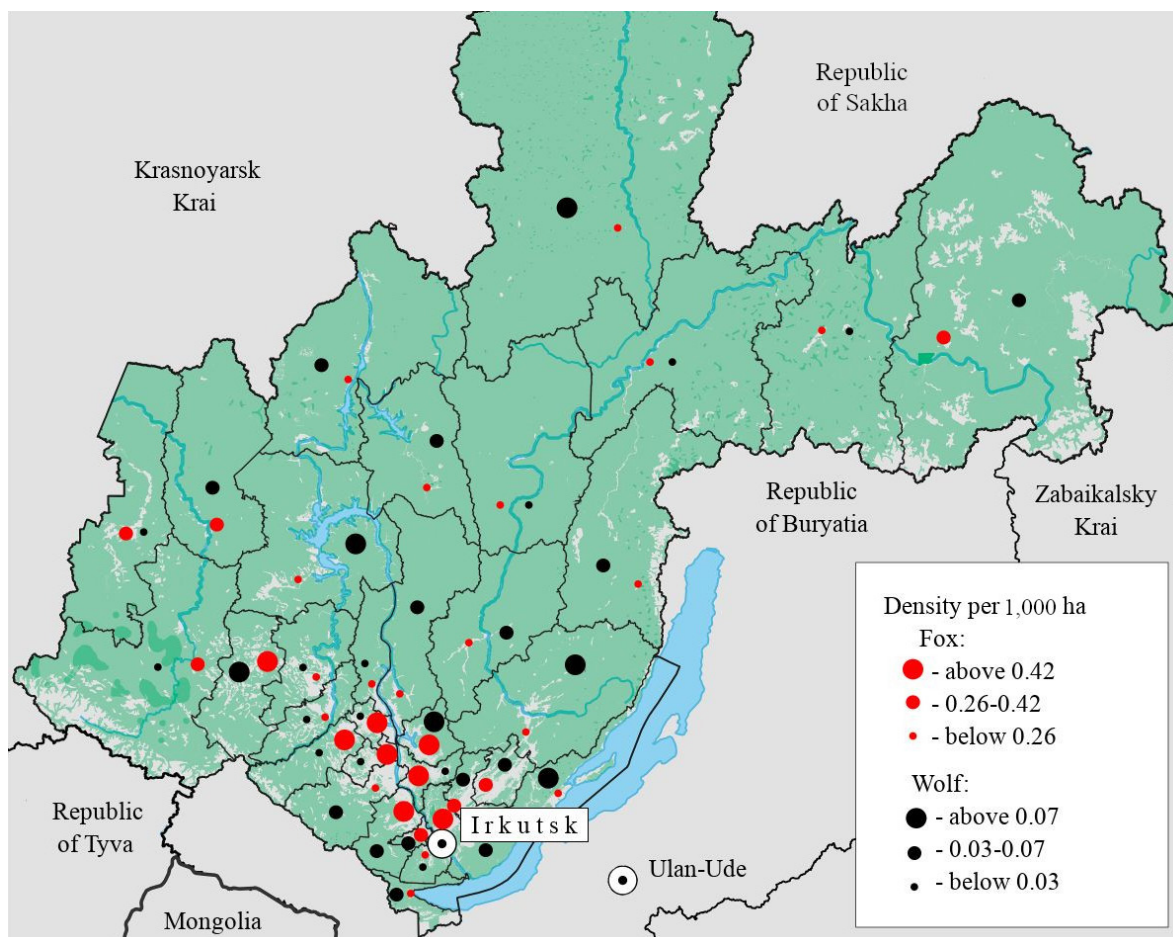 Republic
of Sakha
Krasnoyarsk
Krai
Republic
of Buryatia
Zabaikalsky
Krai
Density per 1,000 ha
Fox:
- above 0.42
- 0.26-0.42
- below 0.26
Wolf:
- above 0.07
- 0.03-0.07
- below 0.03
Republic
of Tyva
Irkutsk
Ulan-Ude
Mongolia